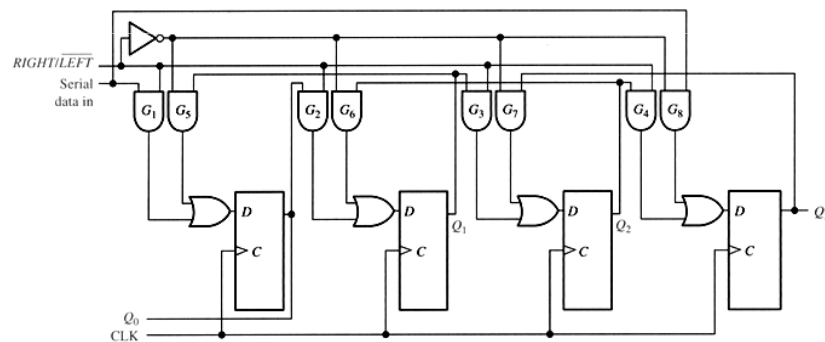 RIGHT/LEFT
Serial
data in
G1 G5 G2 G6 G3 G7 G4 G8
D D D D
Q1 Q2 Q
C C C C
Q0
CLK